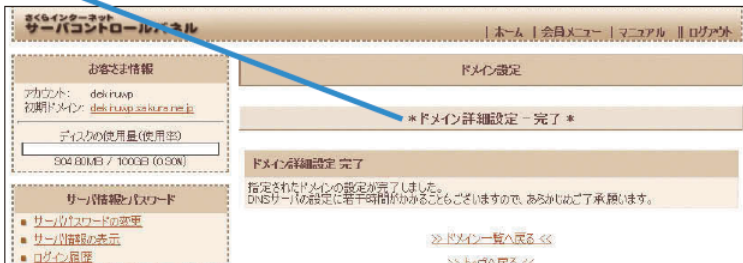 さくらインターネット
サーバコントロールパネル
| ホーム | 会員メニュー | マニュアル || ログアウト
お客さま情報
アカウント: dekiruwp
初期ドメイン: dekiruwp.sakura.ne.jp
ディスクの使用量(使用率)
904.80MB / 100GB (0.90%)
サーバ情報とパスワード
■ サーバパスワードの変更
■ サーバ情報の表示
■ ログイン履歴
ドメイン設定
*ドメイン詳細設定 - 完了 *
ドメイン詳細設定 完了
指定されたドメインの設定が完了しました。
DNSサーバの設定に若干時間がかかることもございますので、あらかじめご了承願います。
>> ドメイン一覧へ戻る <<